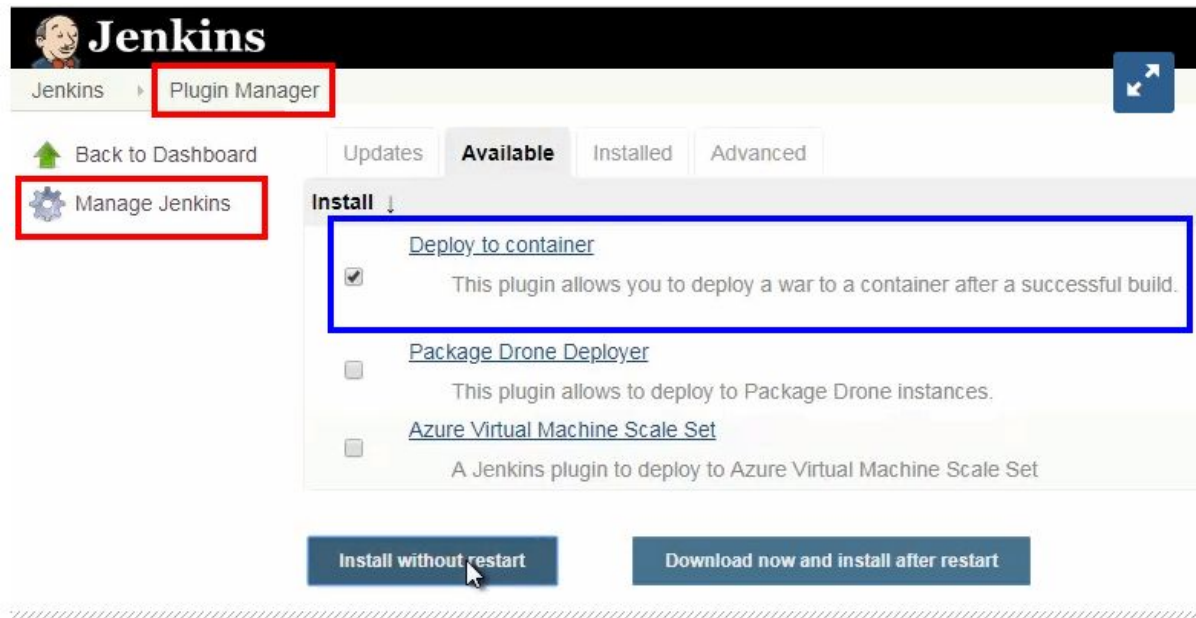 Jenkins
Jenkins Plugin Manager
Back to Dashboard
Manage Jenkins
Updates Available Installed Advanced
Install ↓
Deploy to container
This plugin allows you to deploy a war to a container after a successful build.
Package Drone Deployer
This plugin allows to deploy to Package Drone instances.
Azure Virtual Machine Scale Set
A Jenkins plugin to deploy to Azure Virtual Machine Scale Set
Install without restart Download now and install after restart